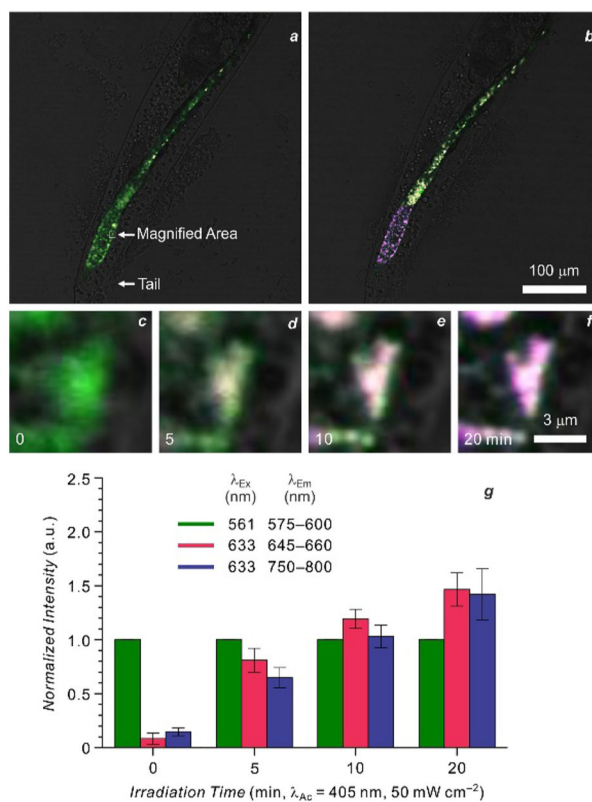 a
b
Magnified Area
Tail
100 μm
c
d
e
f
0
5
10
20 min
3 μm
g
λEx (nm) λEm (nm)
561 575–600
633 645–660
633 750–800
Normalized Intensity (a.u.)
2.5
2.0
1.5
1.0
0.5
0
0 5 10 20
Irradiation Time (min, λAc = 405 nm, 50 mW cm⁻²)